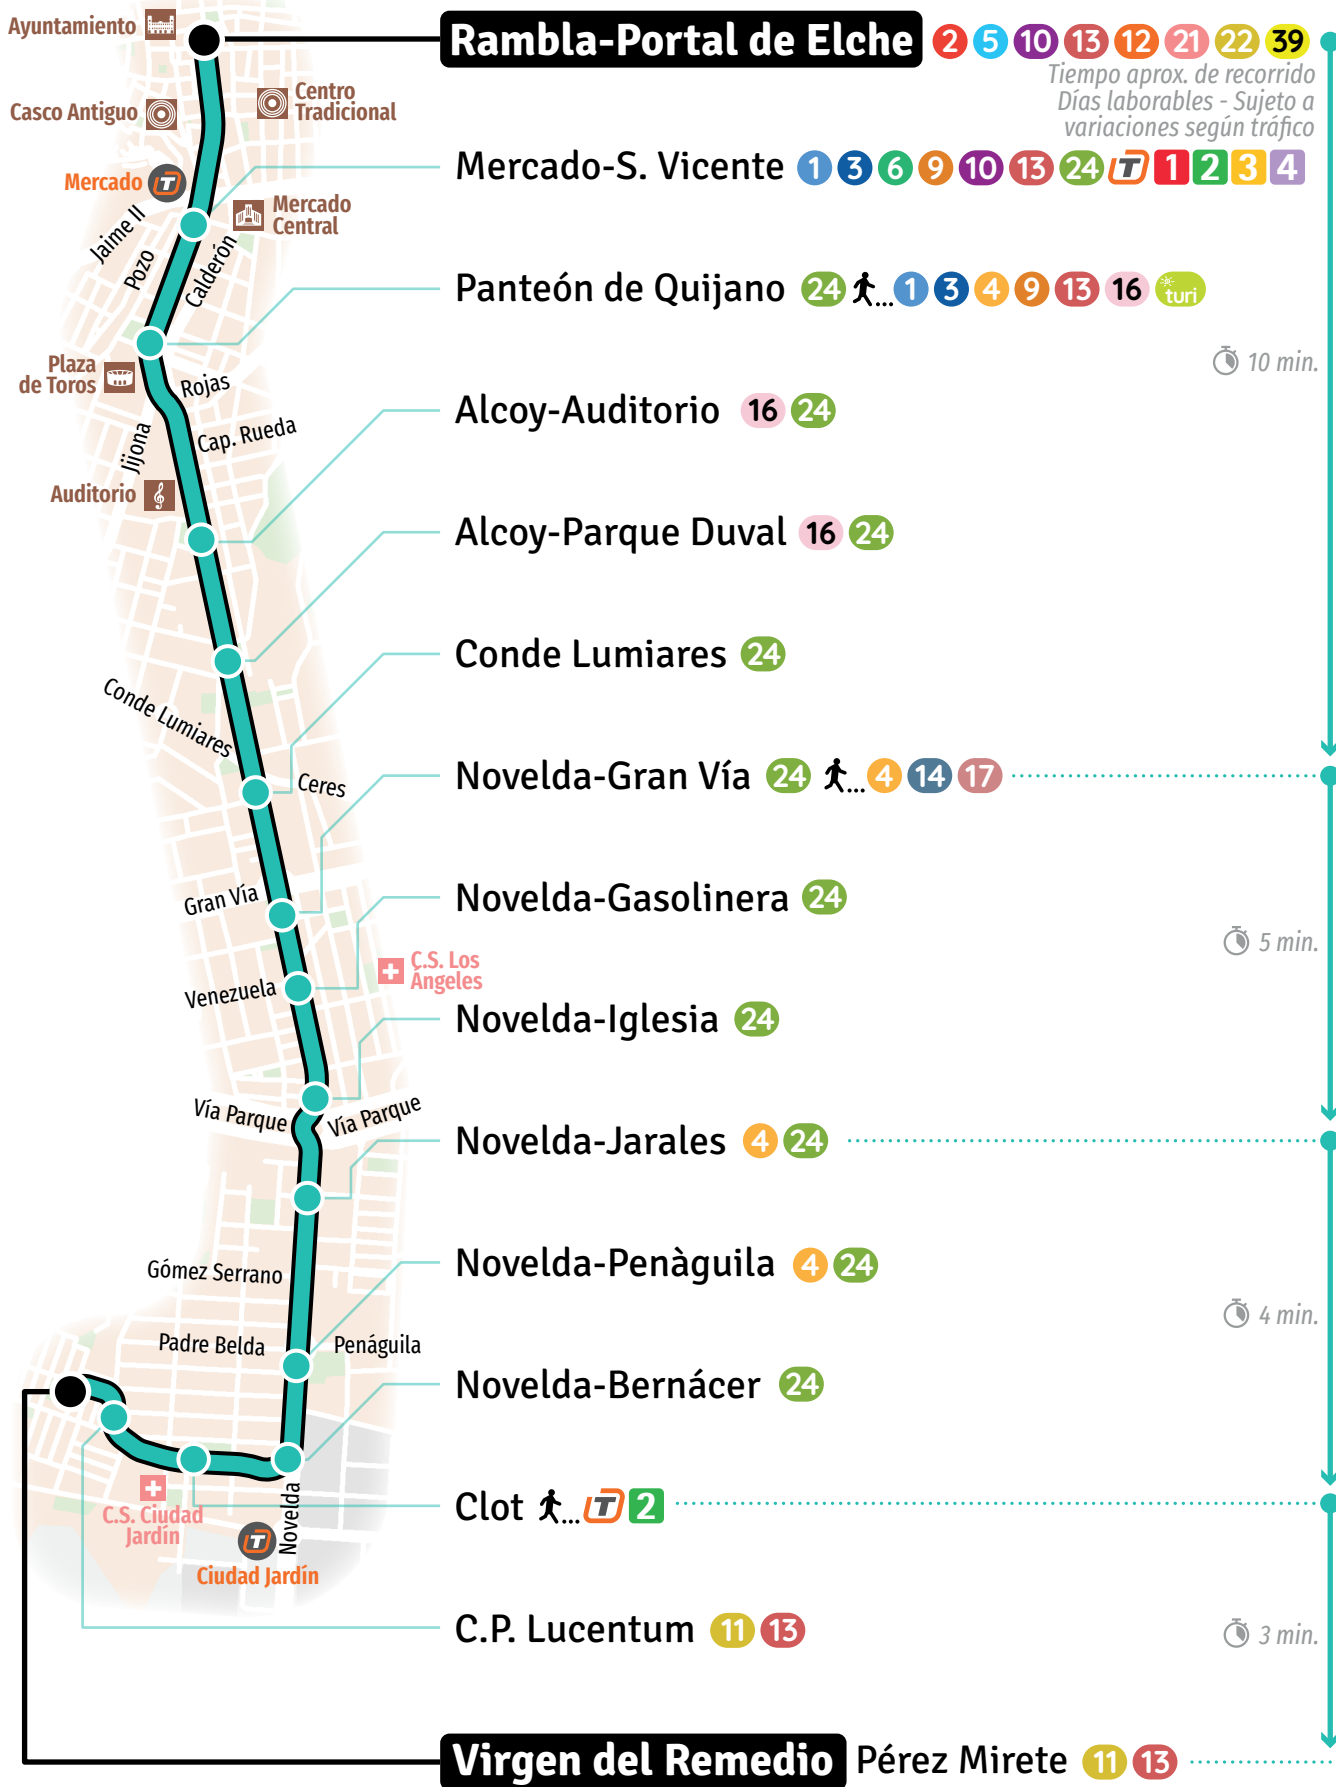 Ayuntamiento
Rambla-Portal de Elche 2 5 10 13 12 21 22 39
Tiempo aprox. de recorrido
Días laborables - Sujeto a
variaciones según tráfico
Casco Antiguo
Centro
Tradicional
Mercado-S. Vicente 1 3 6 9 10 13 24 T 1 2 3 4
Mercado T
Mercado
Central
Jaime II
Pozo
Calderón
Panteón de Quijano 24 ... 1 3 4 9 13 16 turi
10 min.
Plaza
de Toros
Rojas
Alcoy-Auditorio 16 24
Jijona
Cap. Rueda
Auditorio
Alcoy-Parque Duval 16 24
Conde Lumiares 24
Conde Lumiares
Ceres
Novelda-Gran Vía 24 ... 4 14 17
Gran Vía
Novelda-Gasolinera 24
5 min.
C.S. Los
Ángeles
Venezuela
Novelda-Iglesia 24
Vía Parque
Vía Parque
Novelda-Jarales 4 24
Gómez Serrano
Novelda-Penàguila 4 24
4 min.
Padre Belda
Penáguila
Novelda-Bernácer 24
Novelda
C.S. Ciudad
Jardín
Clot ... T 2
T
Ciudad Jardín
C.P. Lucentum 11 13
3 min.
Virgen del Remedio Pérez Mirete 11 13